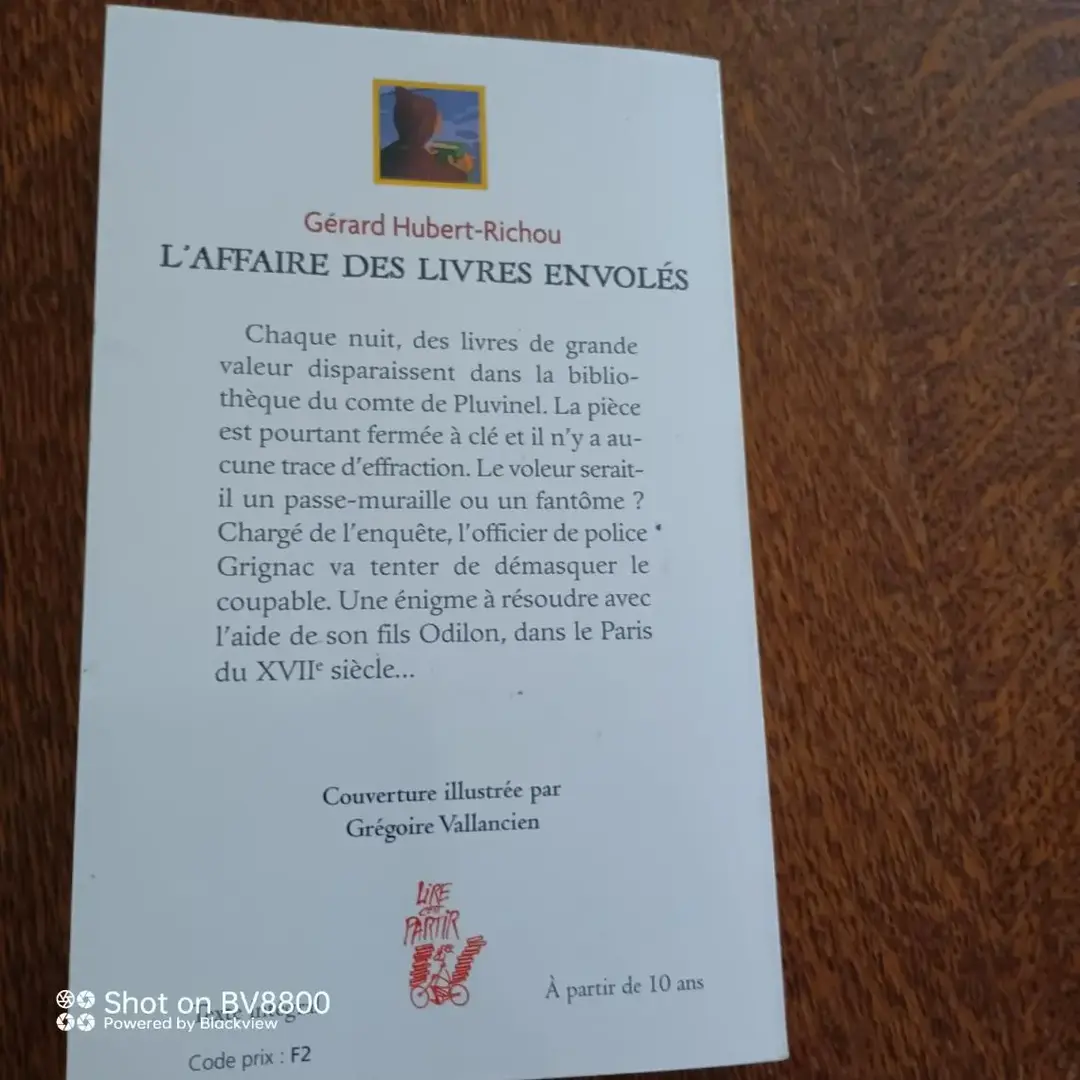 Gérard Hubert-Richou
L'AFFAIRE DES LIVRES ENVOLÉS
Chaque nuit, des livres de grande
valeur disparaissent dans la biblio-
thèque du comte de Pluvinel. La pièce
est pourtant fermée à clé et il n'y a au-
cune trace d'effraction. Le voleur serait-
il un passe-muraille ou un fantôme ?
Chargé de l'enquête, l'officier de police
Grignac va tenter de démasquer le
coupable. Une énigme à résoudre avec
l'aide de son fils Odilon, dans le Paris
du XVIIe siècle...
Couverture illustrée par
Grégoire Vallancien
LIRE
C'EST
PARTIR
À partir de 10 ans
Texte intégral
Shot on BV8800
Powered by Blackview
Code prix : F2